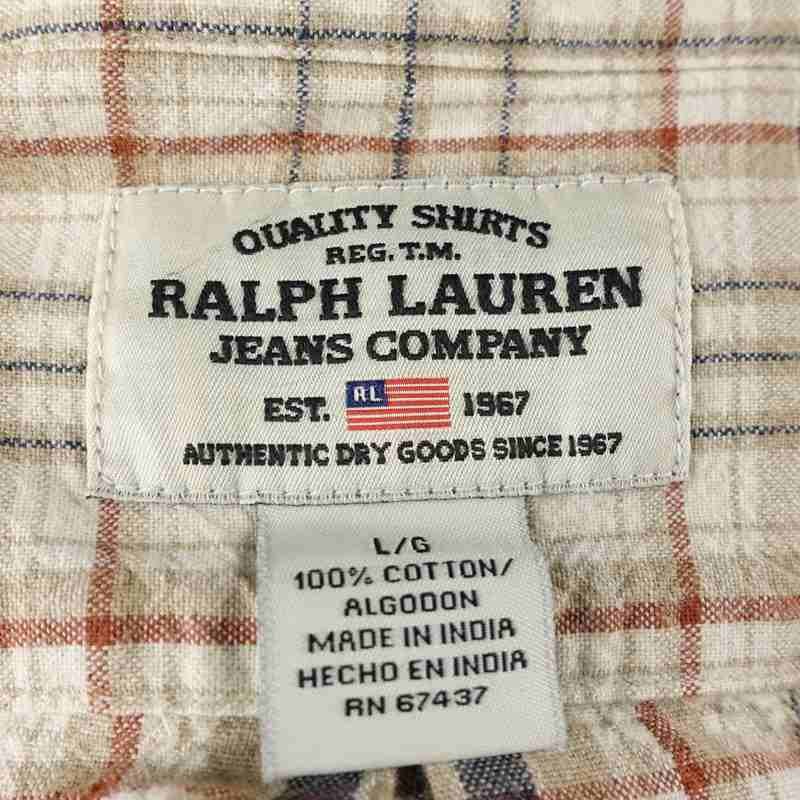 QUALITY SHIRTS
REG. T.M.
RALPH LAUREN
JEANS COMPANY
EST. RL 1967
AUTHENTIC DRY GOODS SINCE 1967
L/G
100% COTTON/
ALGODON
MADE IN INDIA
HECHO EN INDIA
RN 67437